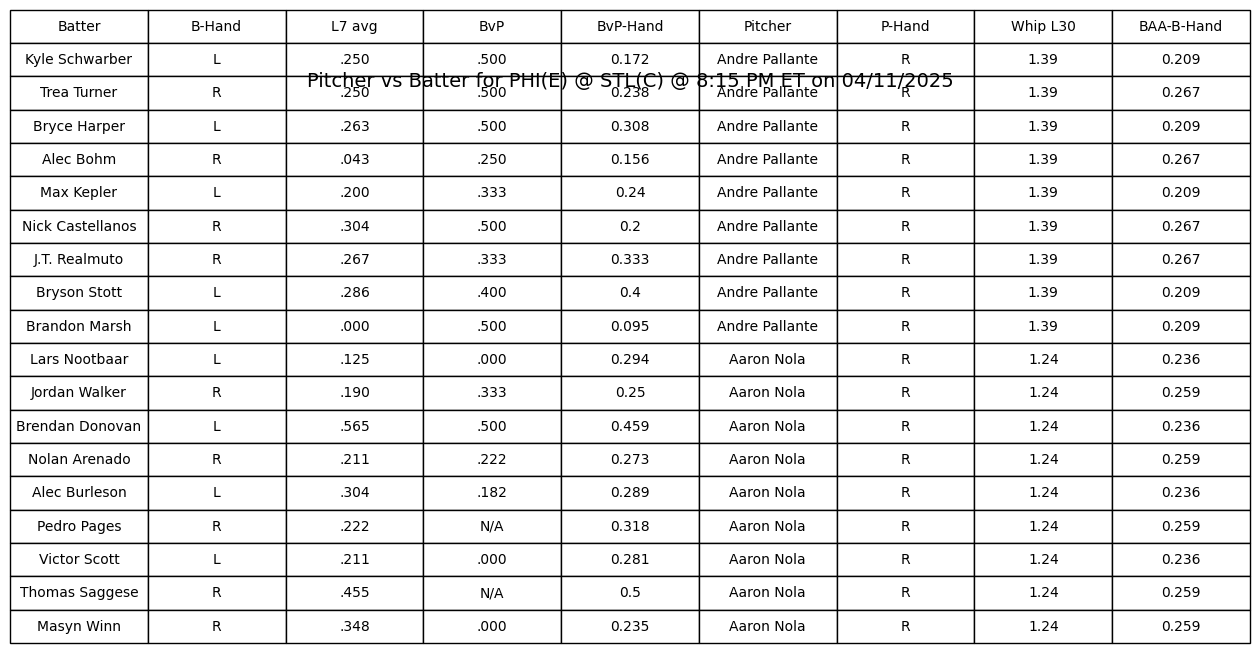 Batter B-Hand L7 avg BvP BvP-Hand Pitcher P-Hand Whip L30 BAA-B-Hand
Kyle Schwarber L .250 .500 0.172 Andre Pallante R 1.39 0.209
Pitcher vs Batter for PHI(E) @ STL(C) @ 8:15 PM ET on 04/11/2025
Trea Turner R .250 .500 0.238 Andre Pallante R 1.39 0.267
Bryce Harper L .263 .500 0.308 Andre Pallante R 1.39 0.209
Alec Bohm R .043 .250 0.156 Andre Pallante R 1.39 0.267
Max Kepler L .200 .333 0.24 Andre Pallante R 1.39 0.209
Nick Castellanos R .304 .500 0.2 Andre Pallante R 1.39 0.267
J.T. Realmuto R .267 .333 0.333 Andre Pallante R 1.39 0.267
Bryson Stott L .286 .400 0.4 Andre Pallante R 1.39 0.209
Brandon Marsh L .000 .500 0.095 Andre Pallante R 1.39 0.209
Lars Nootbaar L .125 .000 0.294 Aaron Nola R 1.24 0.236
Jordan Walker R .190 .333 0.25 Aaron Nola R 1.24 0.259
Brendan Donovan L .565 .500 0.459 Aaron Nola R 1.24 0.236
Nolan Arenado R .211 .222 0.273 Aaron Nola R 1.24 0.259
Alec Burleson L .304 .182 0.289 Aaron Nola R 1.24 0.236
Pedro Pages R .222 N/A 0.318 Aaron Nola R 1.24 0.259
Victor Scott L .211 .000 0.281 Aaron Nola R 1.24 0.236
Thomas Saggese R .455 N/A 0.5 Aaron Nola R 1.24 0.259
Masyn Winn R .348 .000 0.235 Aaron Nola R 1.24 0.259